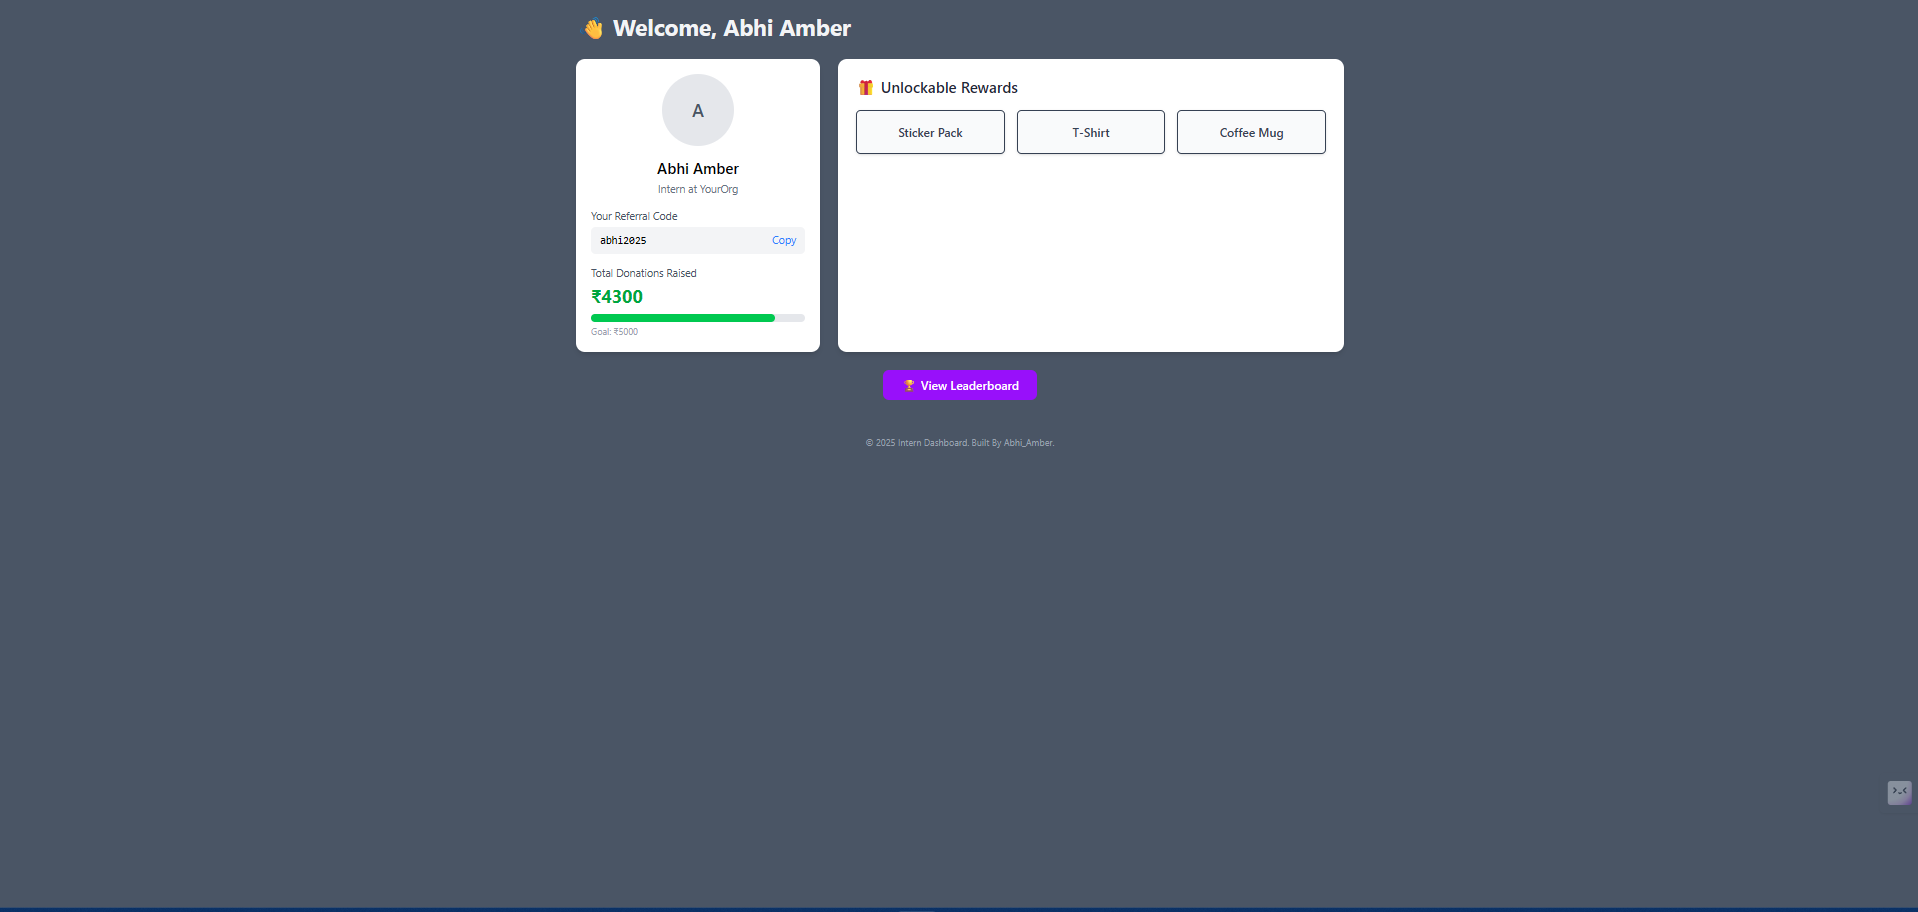 👋 Welcome, Abhi Amber
A
Abhi Amber
Intern at YourOrg
Your Referral Code
abhi2025 Copy
Total Donations Raised
₹4300
Goal: ₹5000
🎁 Unlockable Rewards
Sticker Pack
T-Shirt
Coffee Mug
🏆 View Leaderboard
© 2025 Intern Dashboard. Built By Abhi_Amber.